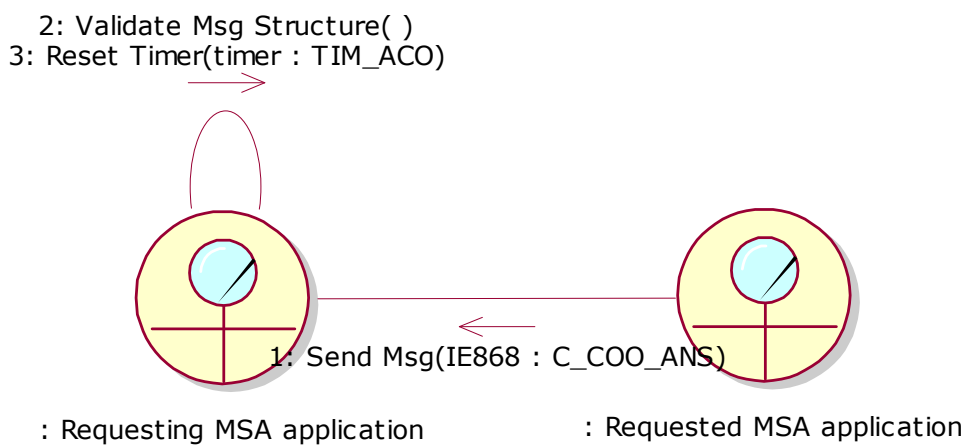 2: Validate Msg Structure( )
3: Reset Timer(timer : TIM_ACO)
1: Send Msg(IE868 : C_COO_ANS)
: Requesting MSA application
: Requested MSA application